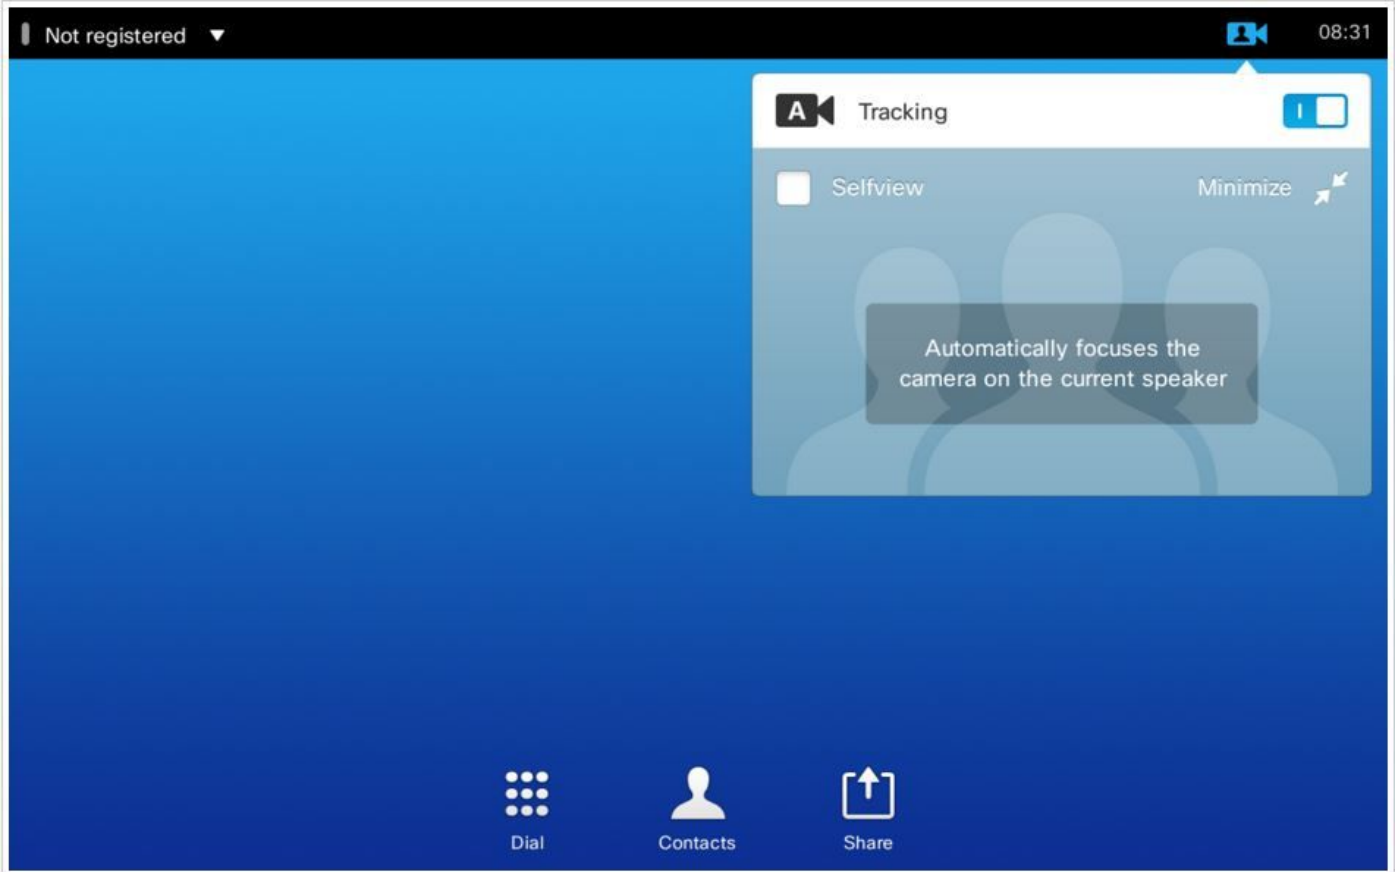 Not registered
08:31
A
Tracking
Selfview
Minimize
Automatically focuses the
camera on the current speaker
Dial
Contacts
Share